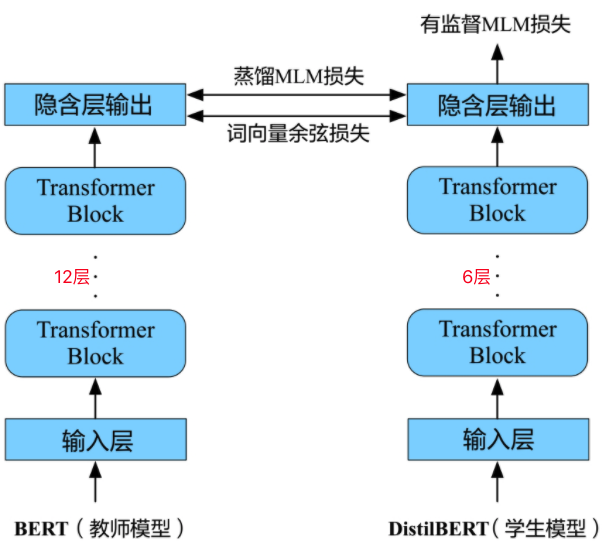 有监督MLM损失
蒸馏MLM损失
隐含层输出
隐含层输出
词向量余弦损失
Transformer
Block
Transformer
Block
12层
6层
Transformer
Block
Transformer
Block
输入层
输入层
BERT（教师模型）
DistilBERT（学生模型）